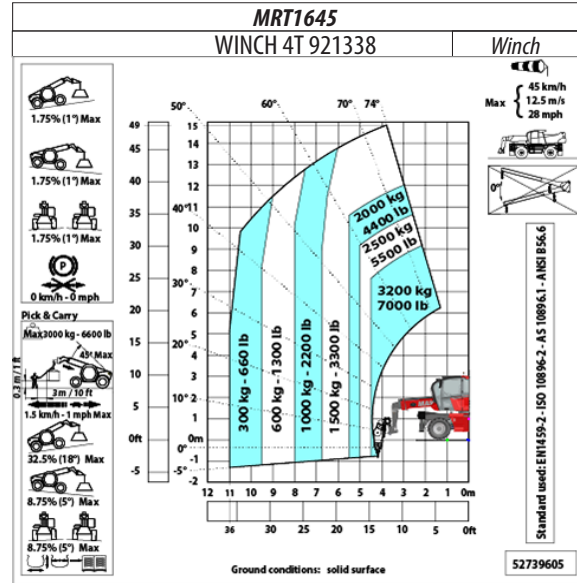 MRT1645
WINCH 4T 921338
Winch
1.75% (1°) Max
1.75% (1°) Max
1.75% (1°) Max
P
0 km/h - 0 mph
Pick & Carry
Max 3000 kg - 6600 lb
45° Max
0.3 m / 1 ft
3 m / 10 ft
1.5 km/h - 1 mph Max
32.5% (18°) Max
8.75% (5°) Max
8.75% (5°) Max
Max
45 km/h
12.5 m/s
28 mph
0°
Standard used: EN1459-2 - ISO 10896-2 - AS 10896.1 - ANSI B56.6
52739605
50°
60°
70°
74°
40°
30°
20°
10°
0°
-5°
49
45
40
35
30
25
20
15
10
5
0ft
-5
15
14
13
12
11
10
9
8
7
6
5
4
3
2
1
0m
-1
-2
2000 kg
4400 lb
2500 kg
5500 lb
3200 kg
7000 lb
300 kg - 660 lb
600 kg - 1300 lb
1000 kg - 2200 lb
1500 kg - 3300 lb
12 11 10 9 8 7 6 5 4 3 2 1 0m
36 30 25 20 15 10 5 0ft
Ground conditions: solid surface